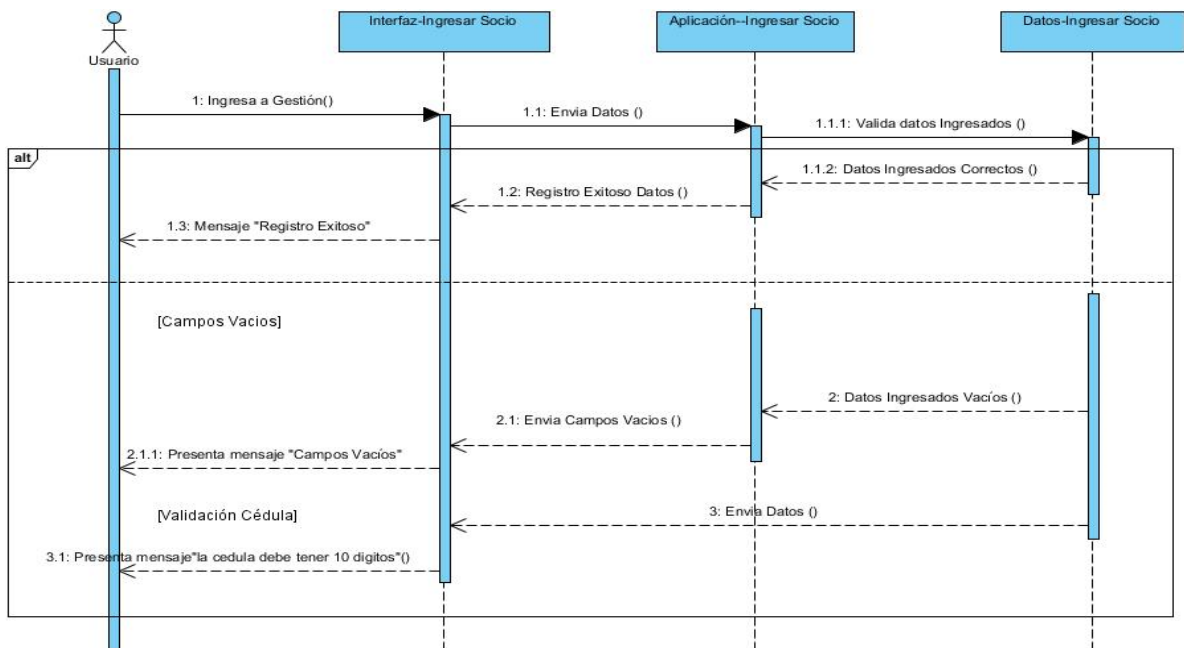 Interfaz-Ingresar Socio
Aplicación--Ingresar Socio
Datos-Ingresar Socio
Usuario
1: Ingresa a Gestión()
1.1: Envia Datos ()
1.1.1: Valida datos Ingresados ()
alt
1.1.2: Datos Ingresados Correctos ()
1.2: Registro Exitoso Datos ()
1.3: Mensaje "Registro Exitoso"
[Campos Vacios]
2: Datos Ingresados Vacíos ()
2.1: Envia Campos Vacios ()
2.1.1: Presenta mensaje "Campos Vacíos"
[Validación Cédula]
3: Envia Datos ()
3.1: Presenta mensaje"la cedula debe tener 10 digitos"()